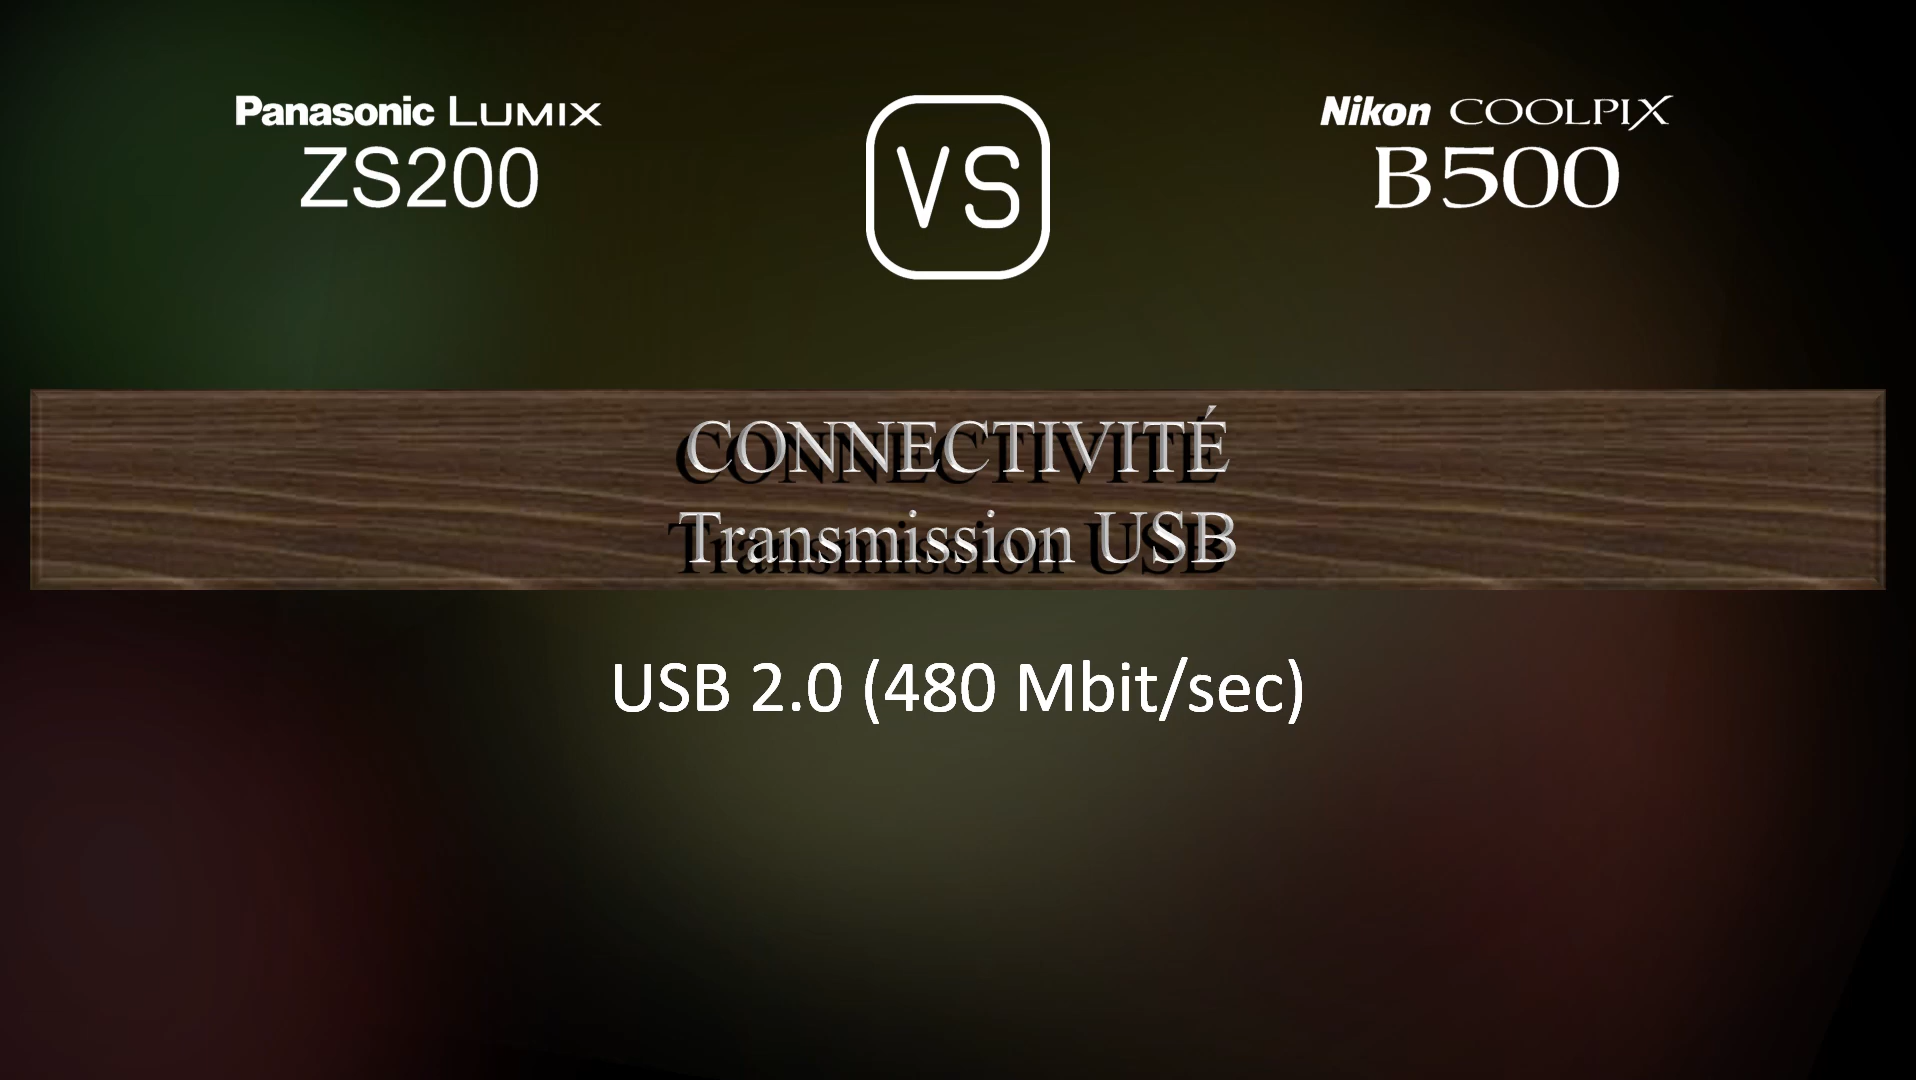 Panasonic LUMIX
ZS200
VS
Nikon COOLPIX
B500
CONNECTIVITÉ
Transmission USB
USB 2.0 (480 Mbit/sec)